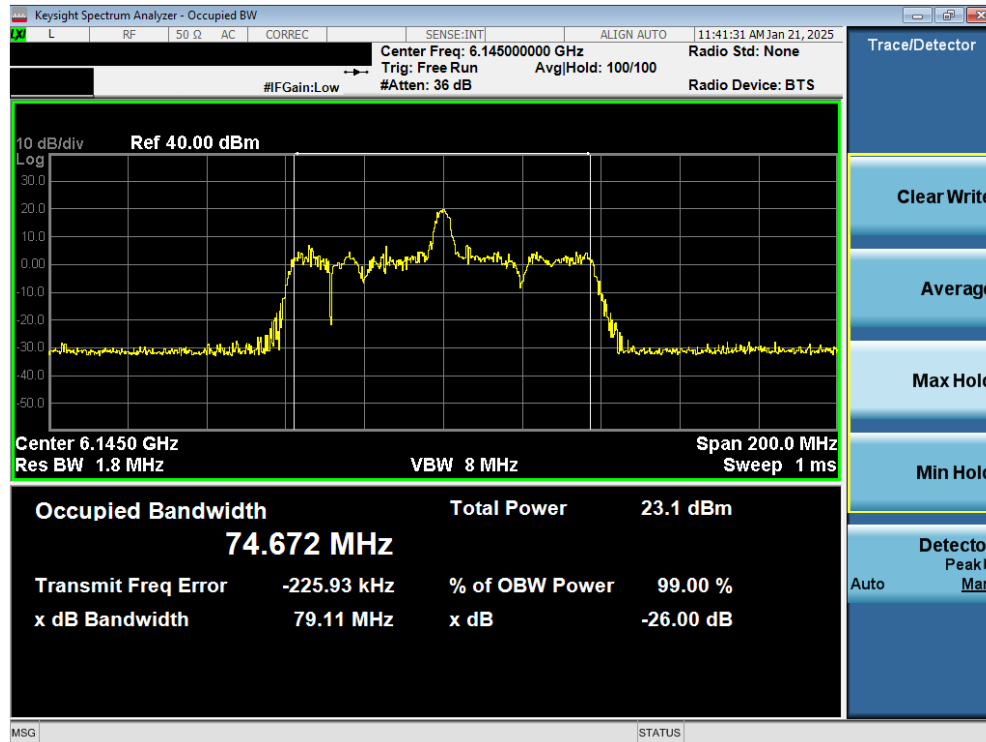 Keysight Spectrum Analyzer - Occupied BW
LXI L RF 50 Ω AC CORREC SENSE:INT ALIGN AUTO 11:41:31 AM Jan 21, 2025
Center Freq: 6.145000000 GHz Radio Std: None
Trig: Free Run Avg|Hold: 100/100
#IFGain:Low #Atten: 36 dB Radio Device: BTS
Trace/Detector
10 dB/div Ref 40.00 dBm
Log
30.0
20.0
10.0
0.00
-10.0
-20.0
-30.0
-40.0
-50.0
Center 6.1450 GHz Span 200.0 MHz
Res BW 1.8 MHz VBW 8 MHz Sweep 1 ms
Occupied Bandwidth Total Power 23.1 dBm
74.672 MHz
Transmit Freq Error -225.93 kHz % of OBW Power 99.00 %
x dB Bandwidth 79.11 MHz x dB -26.00 dB
Clear Write
Average
Max Hold
Min Hold
Detecto
Peak
Auto Man
MSG STATUS